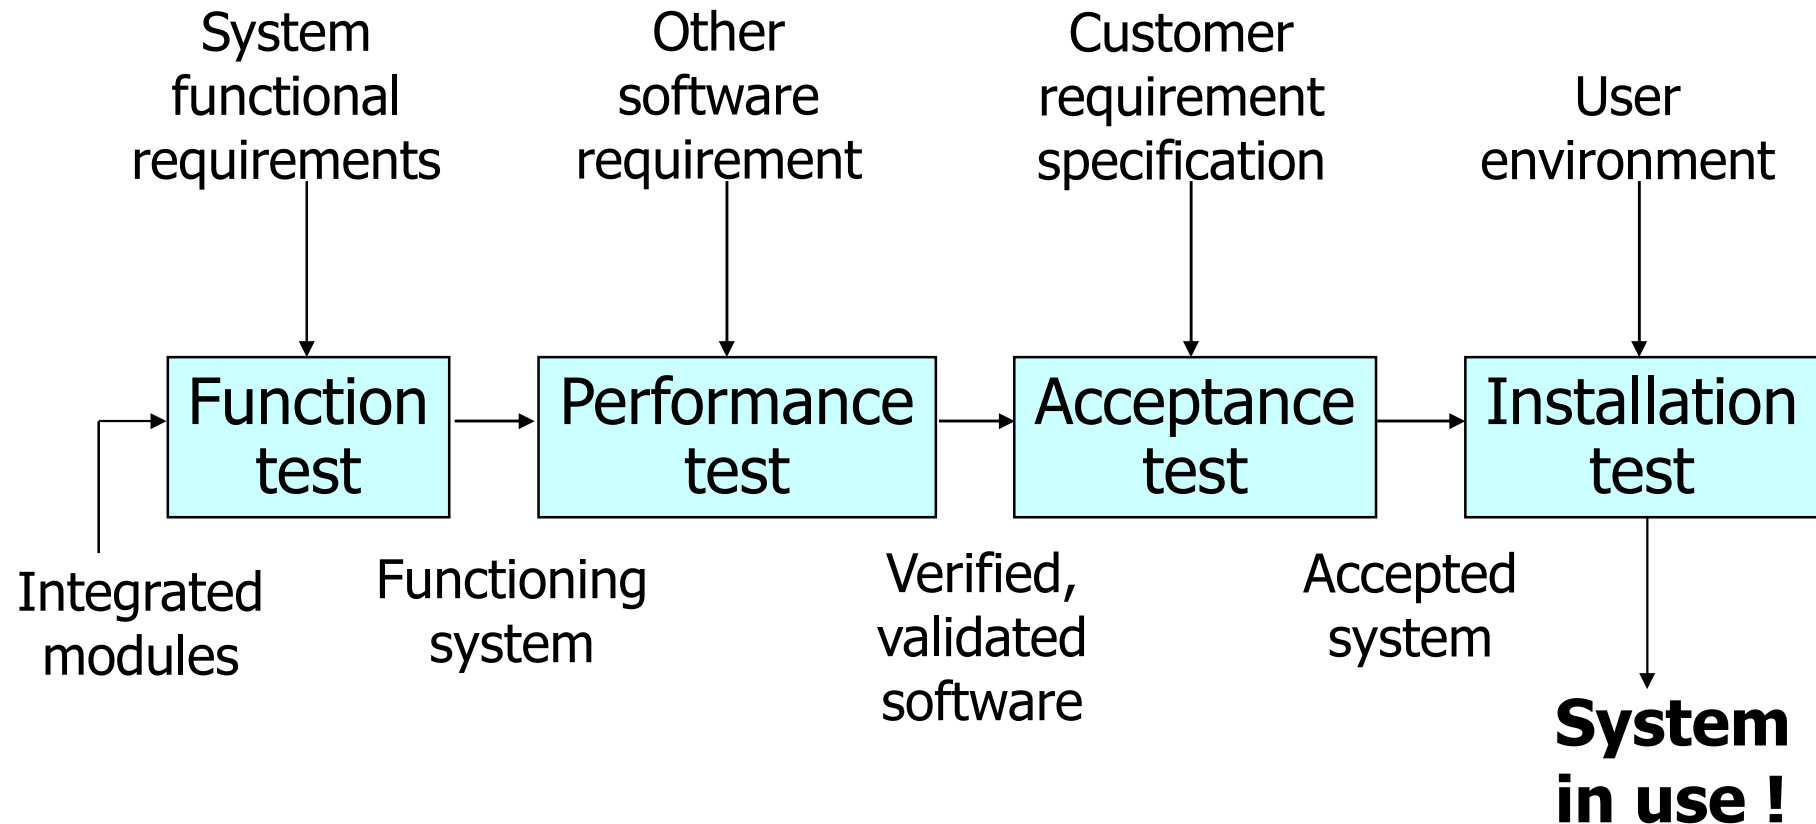 System
functional
requirements
Other
software
requirement
Customer
requirement
specification
User
environment
Function
test
Performance
test
Acceptance
test
Installation
test
Integrated
modules
Functioning
system
Verified,
validated
software
Accepted
system
System
in use !